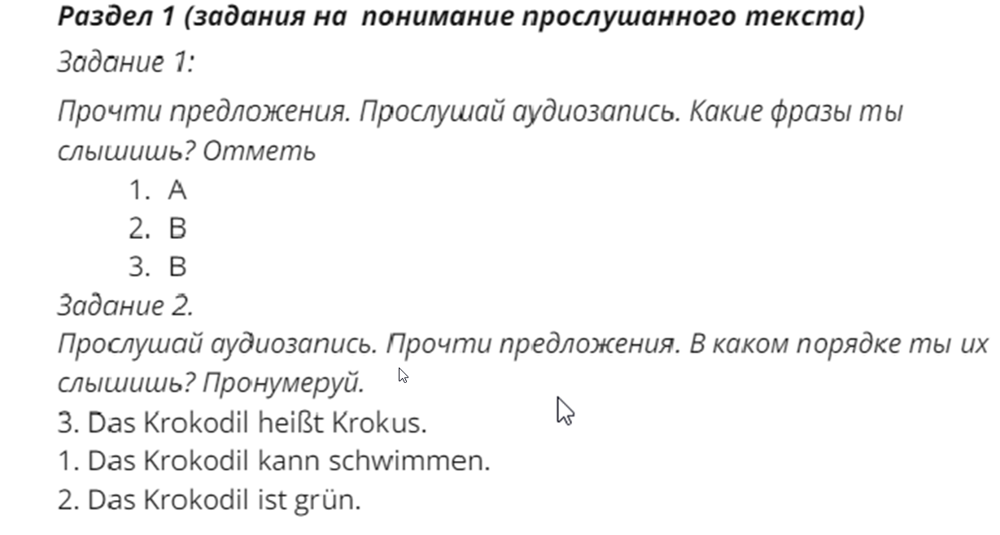 Раздел 1 (задания на понимание прослушанного текста)
Задание 1:
Прочти предложения. Прослушай аудиозапись. Какие фразы ты
слышишь? Отметь
1. A
2. B
3. B
Задание 2.
Прослушай аудиозапись. Прочти предложения. В каком порядке ты их
слышишь? Пронумеруй.
3. Das Krokodil heißt Krokus.
1. Das Krokodil kann schwimmen.
2. Das Krokodil ist grün.